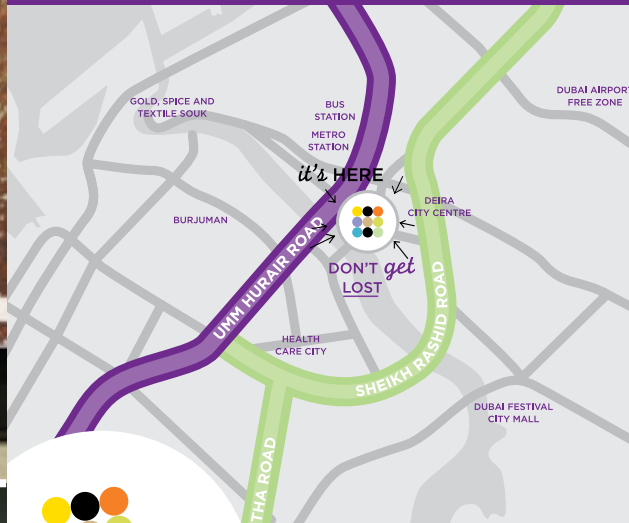 GOLD, SPICE AND
TEXTILE SOUK
BUS
STATION
METRO
STATION
DUBAI AIRPORT
FREE ZONE
it's HERE
DEIRA
CITY CENTRE
BURJUMAN
DON'T get
LOST
UMM HURAIR ROAD
HEALTH
CARE CITY
SHEIKH RASHID ROAD
DUBAI FESTIVAL
CITY MALL
THA ROAD